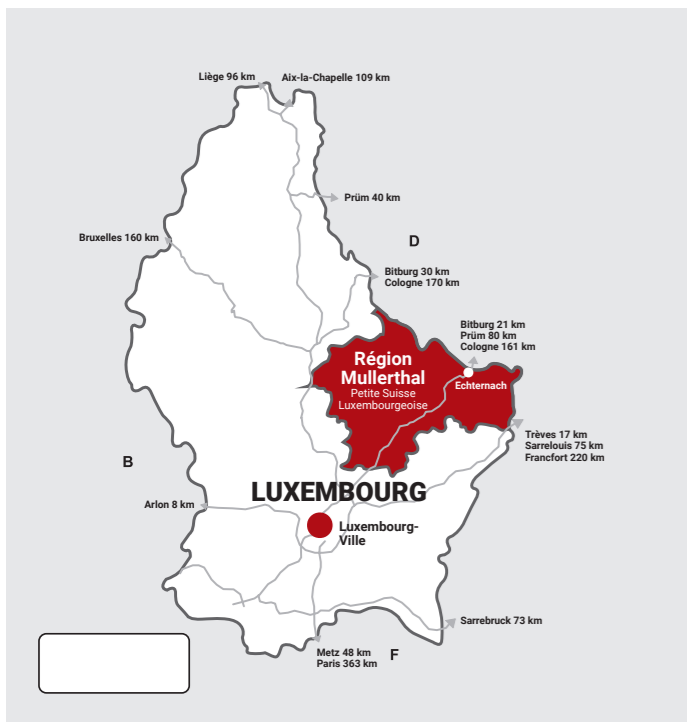 Liège 96 km
Aix-la-Chapelle 109 km
Prüm 40 km
Bruxelles 160 km
D
Bitburg 30 km
Cologne 170 km
Bitburg 21 km
Prüm 80 km
Cologne 161 km
Région
Mullerthal
Petite Suisse
Luxembourgeoise
Echternach
Trèves 17 km
Sarrelouis 75 km
Francfort 220 km
B
LUXEMBOURG
Arlon 8 km
Luxembourg-
Ville
Sarrebruck 73 km
Metz 48 km
Paris 363 km
F